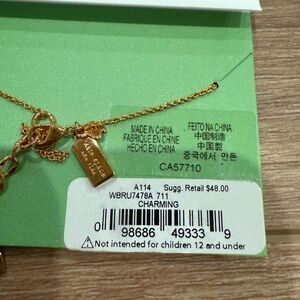 MADE IN CHINA
FABRIQUE EN CHINE
HECHO EN CHINA
FEITO NA CHINA
中国制造
中国製
중국에서 만든
CA57710
A114 Sugg. Retail $48.00
WBRU7478A 711
CHARMING
0 98686 49333 9
Not intended for children 12 and under